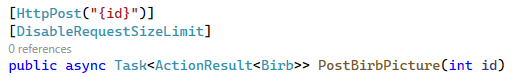 [HttpPost("{id}")]
[DisableRequestSizeLimit]
0 references
public async Task<ActionResult<Birb>> PostBirbPicture(int id)